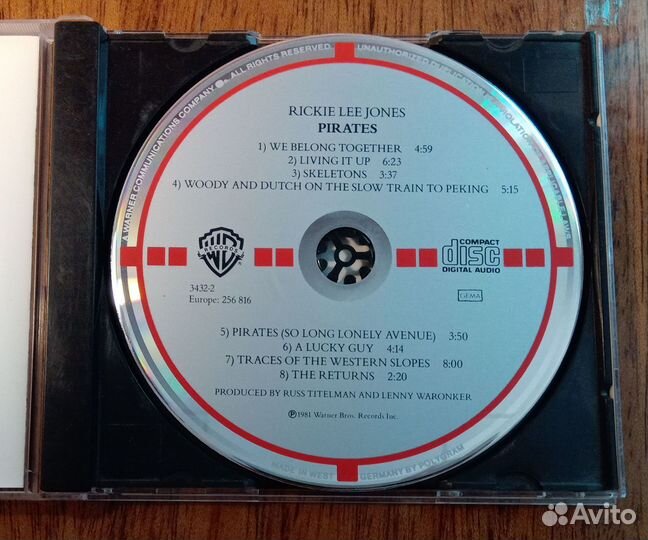 A WARNER COMMUNICATIONS COMPANY
ALL RIGHTS RESERVED.
UNAUTHORIZED DUPLICATION
RICKIE LEE JONES
PIRATES
1) WE BELONG TOGETHER 4:59
2) LIVING IT UP 6:23
3) SKELETONS 3:37
4) WOODY AND DUTCH ON THE SLOW TRAIN TO PEKING 5:15
WB
RECORDS
COMPACT
disc
DIGITAL AUDIO
3432-2
Europe: 256 816
GEMA
5) PIRATES (SO LONG LONELY AVENUE) 3:50
6) A LUCKY GUY 4:14
7) TRACES OF THE WESTERN SLOPES 8:00
8) THE RETURNS 2:20
PRODUCED BY RUSS TITELMAN AND LENNY WARONKER
℗1981 Warner Bros. Records Inc.
MADE IN WEST GERMANY BY POLYGRAM
Avito